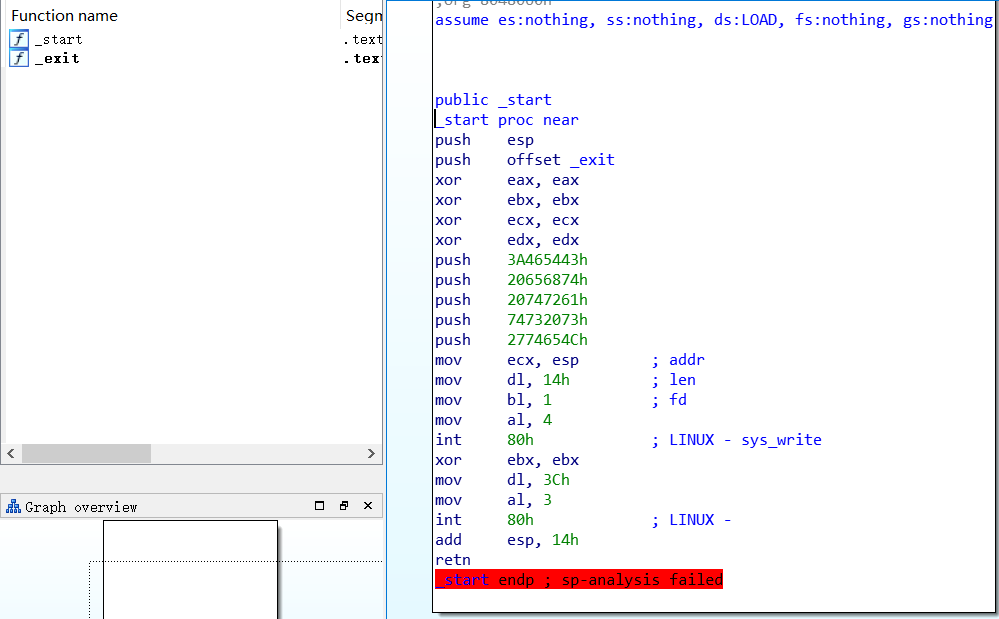 Function name
Segn
f _start
.text
f _exit
.tex
Graph overview
assume es:nothing, ss:nothing, ds:LOAD, fs:nothing, gs:nothing
public _start
_start proc near
push esp
push offset _exit
xor eax, eax
xor ebx, ebx
xor ecx, ecx
xor edx, edx
push 3A465443h
push 20656874h
push 20747261h
push 74732073h
push 2774654Ch
mov ecx, esp ; addr
mov dl, 14h ; len
mov bl, 1 ; fd
mov al, 4
int 80h ; LINUX - sys_write
xor ebx, ebx
mov dl, 3Ch
mov al, 3
int 80h ; LINUX -
add esp, 14h
retn
_start endp ; sp-analysis failed